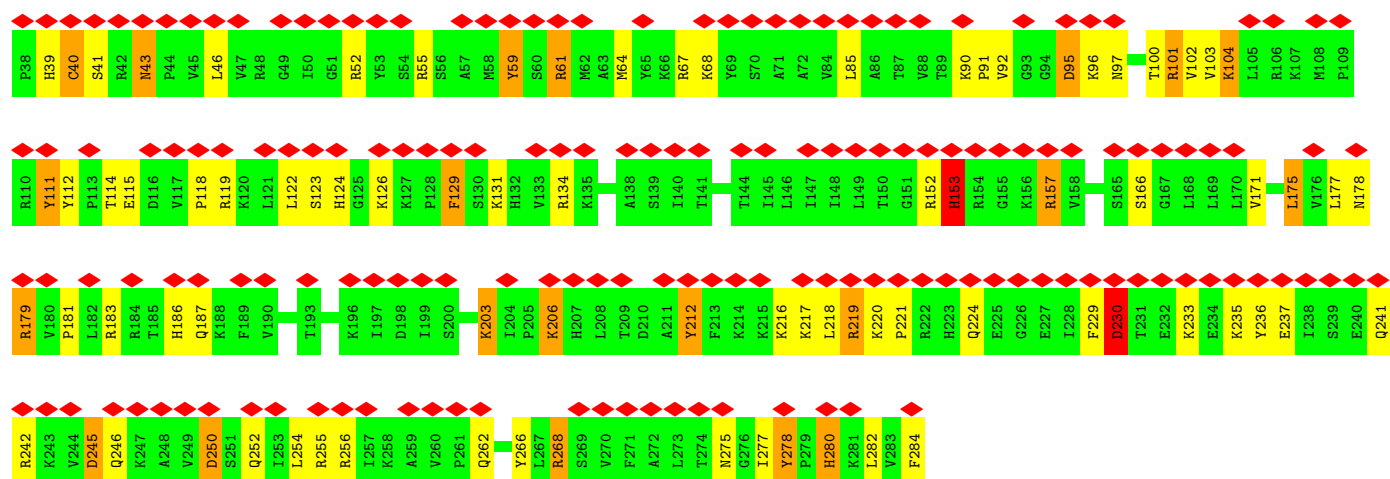 P38 H39 C40 S41 R42 N43 P44 V45 L46 V47 R48 G49 I50 G51 R52 Y53 S54 R55 S56 A57 M58 Y59 S60 R61 M62 A63 M64 Y65 K66 R67 K68 Y69 S70 A71 A72 V84 L85 A86 T87 V88 T89 K90 P91 V92 G93 G94 D95 K96 N97 T100 R101 V102 V103 K104 L105 R106 K107 M108 P109
R110 Y111 Y112 P113 T114 E115 D116 V117 P118 R119 K120 L121 L122 S123 H124 G125 K126 K127 P128 F129 S130 K131 H132 V133 R134 K135 A138 S139 I140 T141 T144 I145 L146 I147 I148 L149 T150 G151 R152 H153 R154 G155 K156 R157 V158 S165 S166 G167 L168 L169 L170 V171 L175 V176 L177 N178
R179 V180 P181 L182 R183 R184 T185 H186 Q187 K188 F189 V190 T193 K196 I197 D198 I199 S200 K203 I204 P205 K206 H207 L208 T209 D210 A211 Y212 F213 K214 K215 K216 K217 L218 R219 K220 P221 R222 H223 Q224 E225 G226 E227 I228 F229 D230 T231 E232 K233 E234 K235 Y236 E237 I238 S239 E240 Q241
R242 K243 V244 D245 Q246 K247 A248 V249 D250 S251 Q252 I253 L254 R255 R256 I257 K258 A259 V260 P261 Q262 Y266 L267 R268 S269 V270 F271 A272 L273 T274 N275 G276 I277 Y278 P279 H280 K281 L282 V283 F284